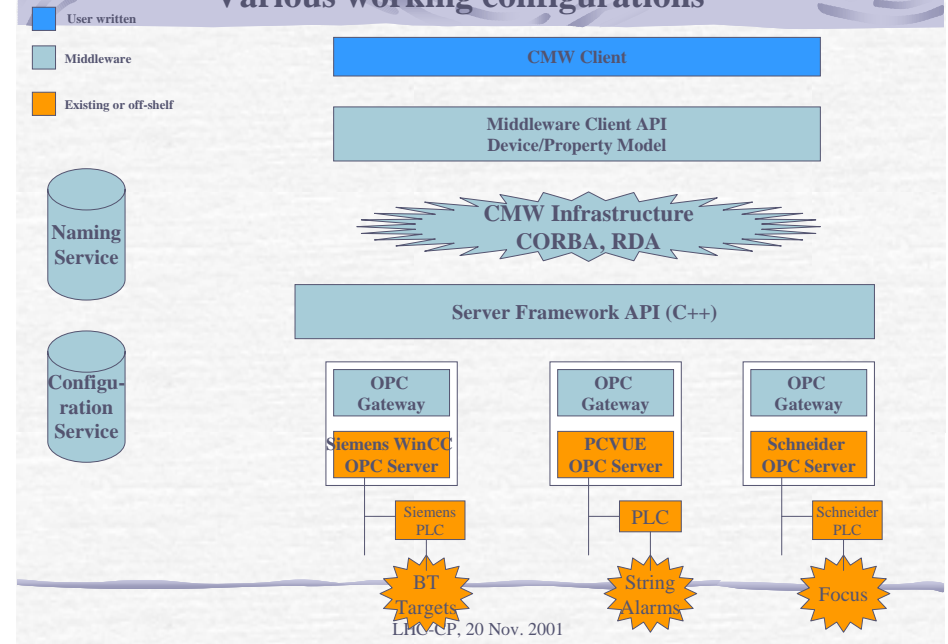 Various working configurations
User written
Middleware
Existing or off-shelf
CMW Client
Middleware Client API
Device/Property Model
CMW Infrastructure
CORBA, RDA
Naming
Service
Server Framework API (C++)
Configu-
ration
Service
OPC
Gateway
Siemens WinCC
OPC Server
OPC
Gateway
PCVUE
OPC Server
OPC
Gateway
Schneider
OPC Server
Siemens
PLC
PLC
Schneider
PLC
BT
Targets
String
Alarms
Focus
LHC-CP, 20 Nov. 2001